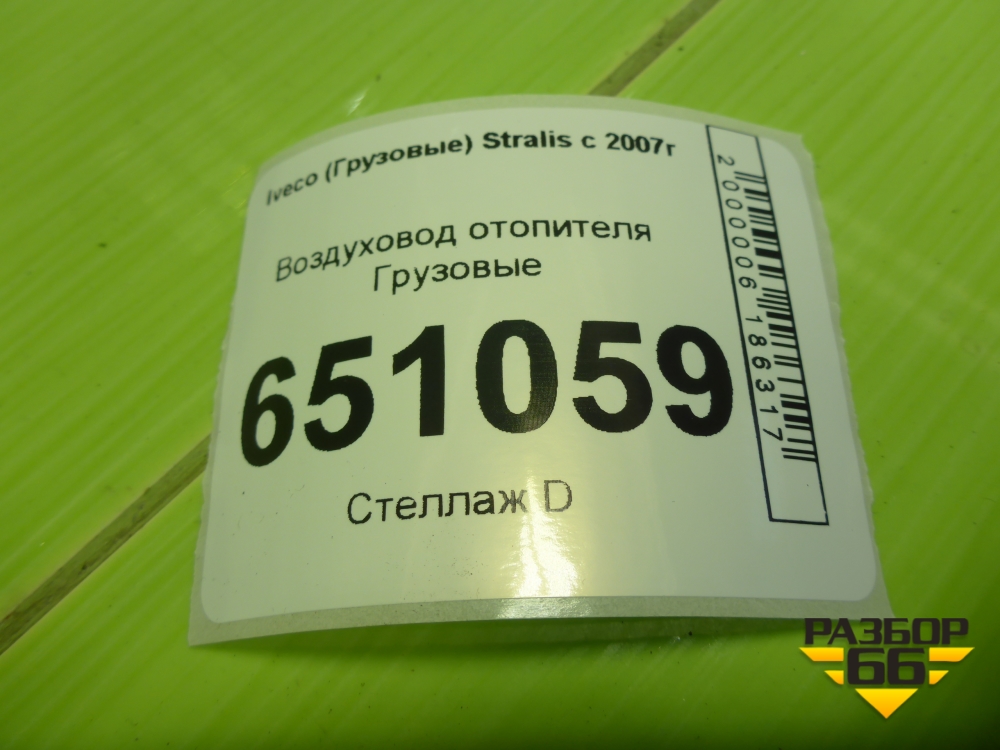 Iveco (Грузовые) Stralis с 2007г
Воздуховод отопителя
Грузовые
651059
Стеллаж D
2000006186317
РАЗБОР
66